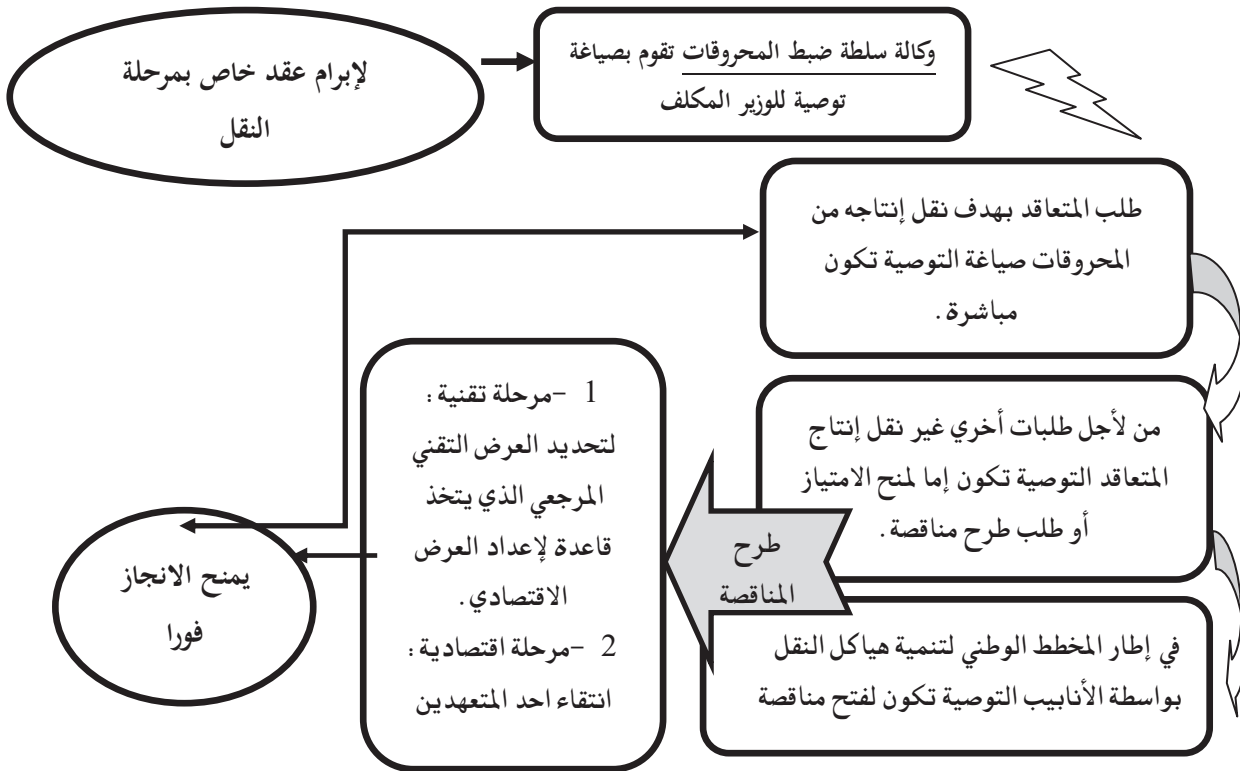 لإبرام عقد خاص بمرحلة
النقل
وكالة سلطة ضبط المحروقات تقوم بصياغة
توصية للوزير المكلف
طلب المتعاقد بهدف نقل إنتاجه من
المحروقات صياغة التوصية تكون
مباشرة.
من لأجل طلبات أخري غير نقل إنتاج
المتعاقد التوصية تكون إما لمنح الامتياز
أو طلب طرح مناقصة.
في إطار المخطط الوطني لتنمية هياكل النقل
بواسطة الأنابيب التوصية تكون لفتح مناقصة
طرح
المناقصة
1 -مرحلة تقنية:
لتحديد العرض التقني
المرجعي الذي يتخذ
قاعدة لإعداد العرض
الاقتصادي.
2 -مرحلة اقتصادية:
انتقاء احد المتعهدين
يمنح الانجاز
فورا